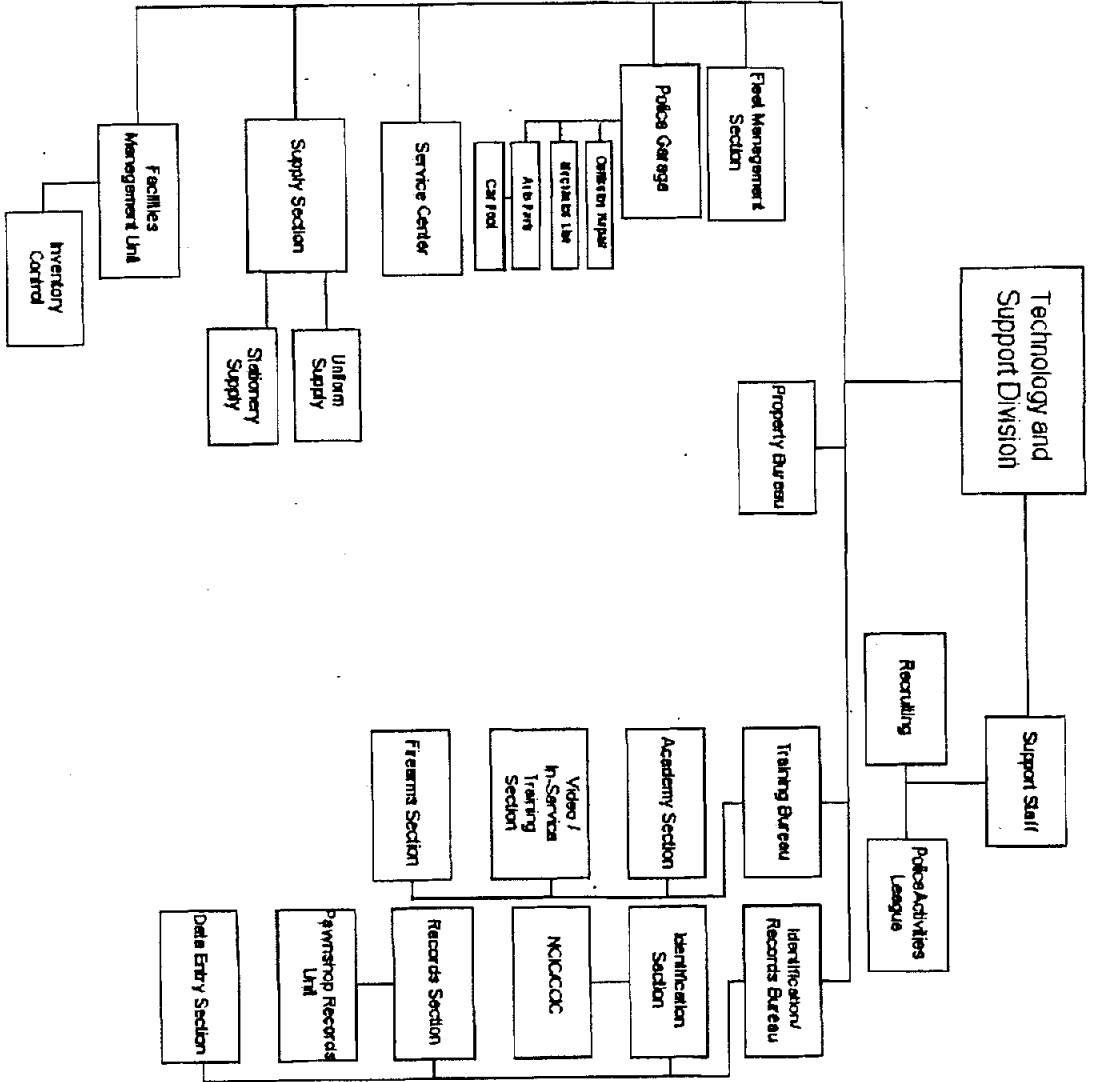 Technology and
Support Division
Support Staff
Recruiting
Police Activities
League
Fleet Management
Section
Police Garage
Auto Parts
Car Pool
Service Center
Supply Section
Uniform
Supply
Stationery
Supply
Facilities
Management Unit
Inventory
Control
Property Bureau
Training Bureau
Academy Section
Video /
In-Service
Training
Section
Firearms Section
Identification/
Records Bureau
Identification
Section
NCIC/CCIC
Records Section
Pawnshop Records
Unit
Data Entry Section